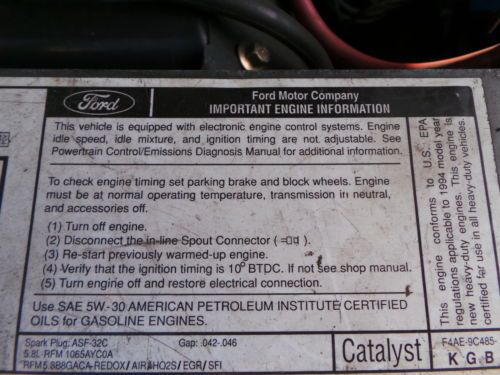 Ford
Ford Motor Company
IMPORTANT ENGINE INFORMATION
This vehicle is equipped with electronic engine control systems. Engine
idle speed, idle mixture, and ignition timing are not adjustable. See
Powertrain Control/Emissions Diagnosis Manual for additional information.
To check engine timing set parking brake and block wheels. Engine
must be at normal operating temperature, transmission in neutral,
and accessories off.
(1) Turn off engine.
(2) Disconnect the in-line Spout Connector ( ).
(3) Re-start previously warmed-up engine.
(4) Verify that the ignition timing is 10° BTDC. If not see shop manual.
(5) Turn engine off and restore electrical connection.
Use SAE 5W-30 AMERICAN PETROLEUM INSTITUTE CERTIFIED
OILS for GASOLINE ENGINES.
Spark Plug: ASF-32C Gap: .042-.046
5.8L RFM 1065AYC0A
RFM5.8B8GACA-REDOX/ AIR/HO2S/ EGR/ SFI
Catalyst
This engine conforms to U.S. EPA
regulations applicable to 1994 model year
new heavy-duty engines. This engine is
certified for use in all heavy-duty vehicles.
F4AE-9C485-
K G B